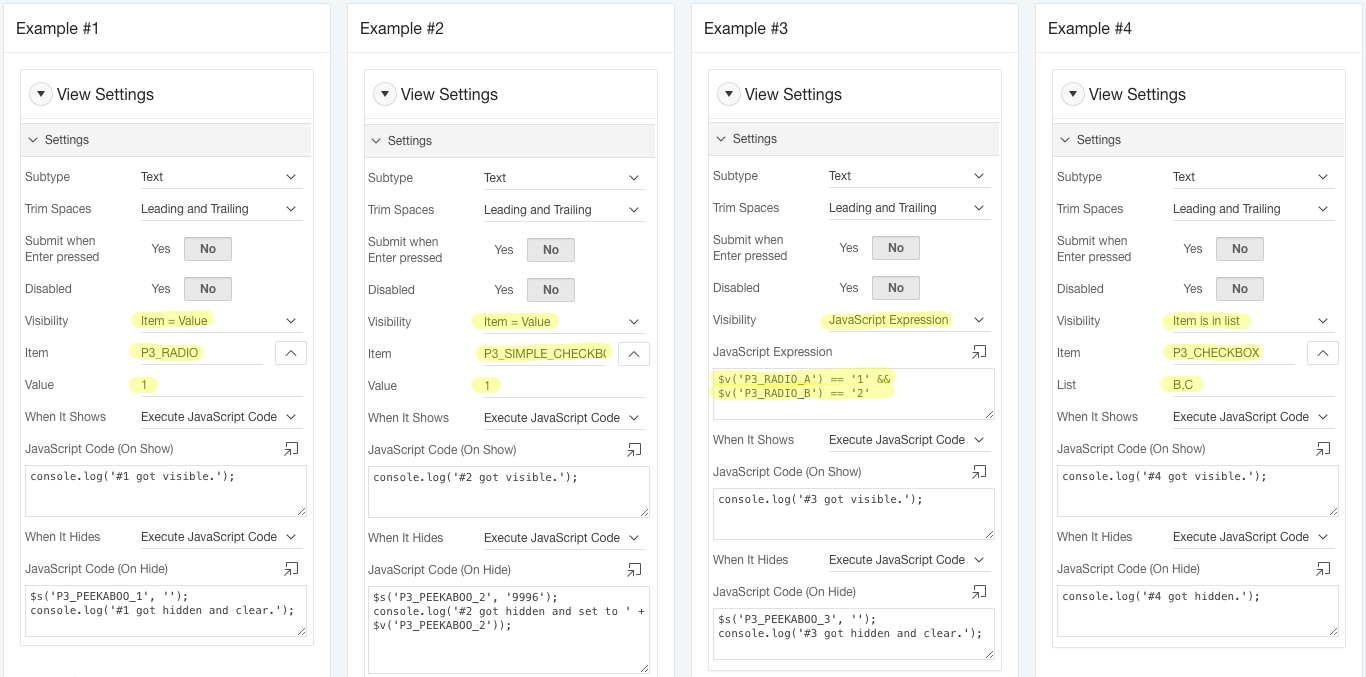 Example #1
View Settings
Settings
Subtype Text
Trim Spaces Leading and Trailing
Submit when
Enter pressed Yes No
Disabled Yes No
Visibility Item = Value
Item P3_RADIO
Value 1
When It Shows Execute JavaScript Code
JavaScript Code (On Show)
console.log('#1 got visible.');
When It Hides Execute JavaScript Code
JavaScript Code (On Hide)
$s('P3_PEEKABOO_1', '');
console.log('#1 got hidden and clear.');
Example #2
View Settings
Settings
Subtype Text
Trim Spaces Leading and Trailing
Submit when
Enter pressed Yes No
Disabled Yes No
Visibility Item = Value
Item P3_SIMPLE_CHECKBO
Value 1
When It Shows Execute JavaScript Code
JavaScript Code (On Show)
console.log('#2 got visible.');
When It Hides Execute JavaScript Code
JavaScript Code (On Hide)
$s('P3_PEEKABOO_2', '9996');
console.log('#2 got hidden and set to ' +
$v('P3_PEEKABOO_2'));
Example #3
View Settings
Settings
Subtype Text
Trim Spaces Leading and Trailing
Submit when
Enter pressed Yes No
Disabled Yes No
Visibility JavaScript Expression
JavaScript Expression
$v('P3_RADIO_A') == '1' &&
$v('P3_RADIO_B') == '2'
When It Shows Execute JavaScript Code
JavaScript Code (On Show)
console.log('#3 got visible.');
When It Hides Execute JavaScript Code
JavaScript Code (On Hide)
$s('P3_PEEKABOO_3', '');
console.log('#3 got hidden and clear.');
Example #4
View Settings
Settings
Subtype Text
Trim Spaces Leading and Trailing
Submit when
Enter pressed Yes No
Disabled Yes No
Visibility Item is in list
Item P3_CHECKBOX
List B,C
When It Shows Execute JavaScript Code
JavaScript Code (On Show)
console.log('#4 got visible.');
When It Hides Execute JavaScript Code
JavaScript Code (On Hide)
console.log('#4 got hidden.');